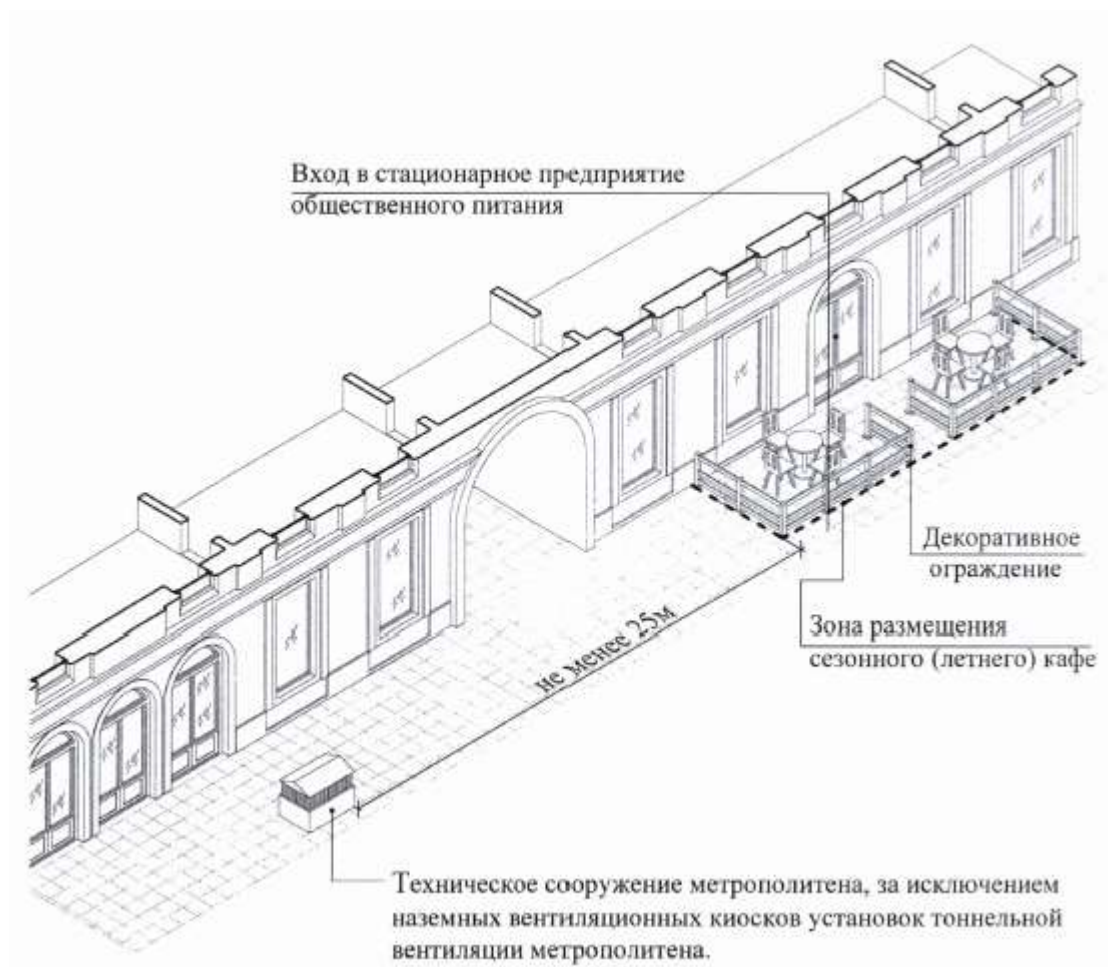 Вход в стационарное предприятие
общественного питания
Декоративное
ограждение
Зона размещения
сезонного (летнего) кафе
не менее 25м
Техническое сооружение метрополитена, за исключением
наземных вентиляционных киосков установок тоннельной
вентиляции метрополитена.